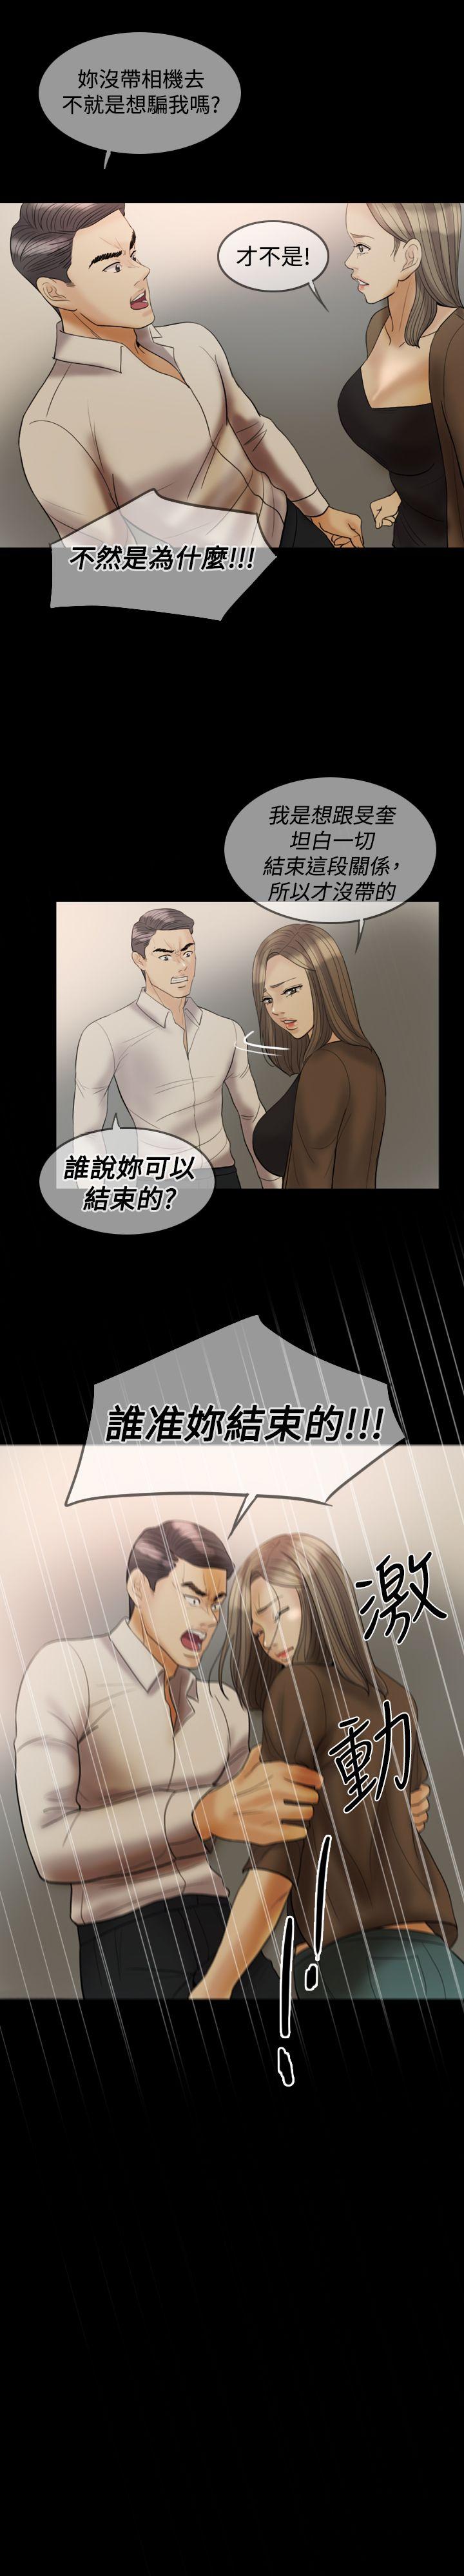 妳沒帶相機去
不就是想騙我嗎?
才不是!
不然是為什麼!!!
我是想跟旻奎
坦白一切
結束這段關係,
所以才沒帶的
誰說妳可以
結束的?
誰准妳結束的!!!
激
動